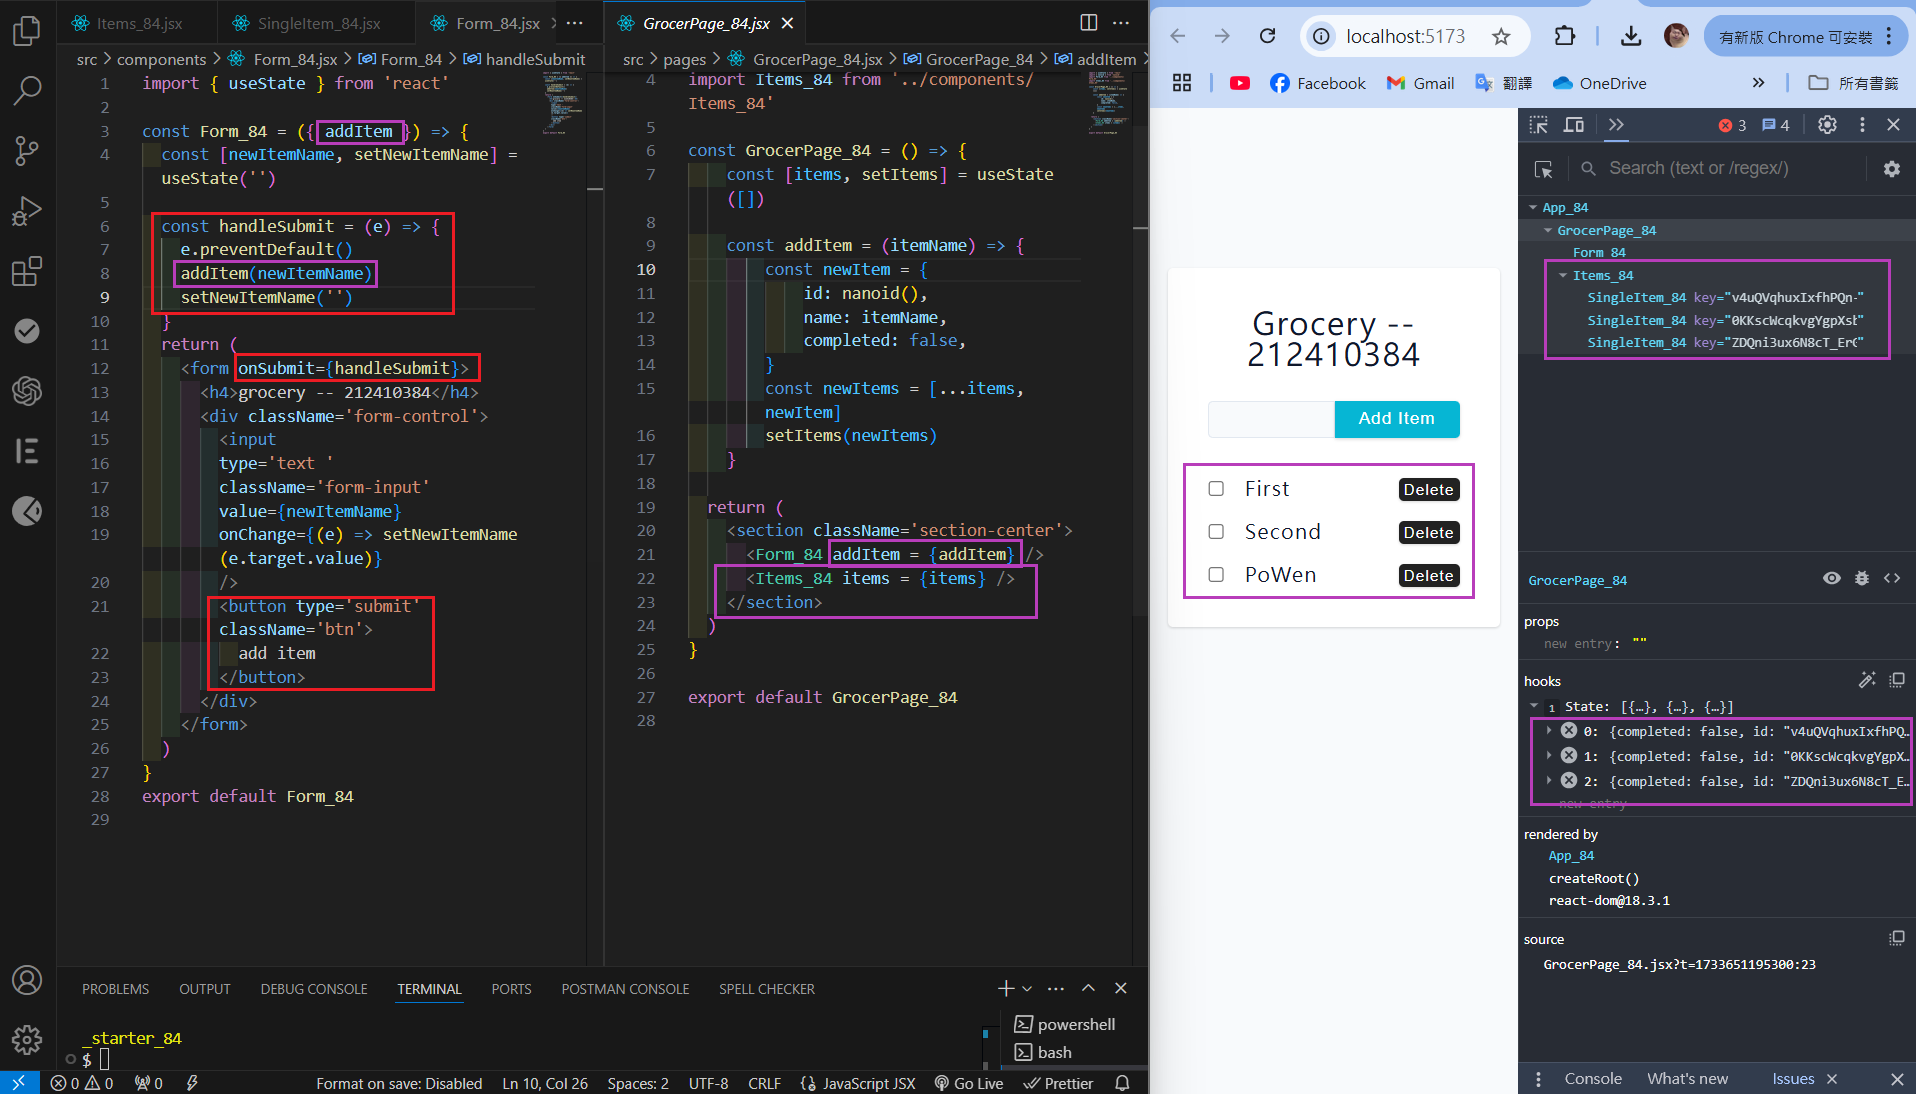 Items_84.jsx
SingleItem_84.jsx
Form_84.jsx
src > components > Form_84.jsx > Form_84 > handleSubmit
1 import { useState } from 'react'
2
3 const Form_84 = ({ addItem }) => {
4 const [newItemName, setNewItemName] =
useState('')
5
6 const handleSubmit = (e) => {
7 e.preventDefault()
8 addItem(newItemName)
9 setNewItemName('')
10 }
11 return (
12 <form onSubmit={handleSubmit}>
13 <h4>grocery -- 212410384</h4>
14 <div className='form-control'>
15 <input
16 type='text '
17 className='form-input'
18 value={newItemName}
19 onChange={(e) => setNewItemName
(e.target.value)}
20 />
21 <button type='submit'
className='btn'>
22 add item
23 </button>
24 </div>
25 </form>
26 )
27 }
28 export default Form_84
29
GrocerPage_84.jsx
src > pages > GrocerPage_84.jsx > GrocerPage_84 > addItem
4 import Items_84 from '../components/
Items_84'
5
6 const GrocerPage_84 = () => {
7 const [items, setItems] = useState
([])
8
9 const addItem = (itemName) => {
10 const newItem = {
11 id: nanoid(),
12 name: itemName,
13 completed: false,
14 }
15 const newItems = [...items,
newItem]
16 setItems(newItems)
17 }
18
19 return (
20 <section className='section-center'>
21 <Form_84 addItem = {addItem} />
22 <Items_84 items = {items} />
23 </section>
24 )
25 }
26
27 export default GrocerPage_84
28
PROBLEMS OUTPUT DEBUG CONSOLE TERMINAL PORTS POSTMAN CONSOLE SPELL CHECKER
_starter_84
$
powershell
bash
0 0 0 Format on save: Disabled Ln 10, Col 26 Spaces: 2 UTF-8 CRLF JavaScript JSX Go Live Prettier
localhost:5173
有新版 Chrome 可安裝
Facebook Gmail 翻譯 OneDrive » 所有書籤
Grocery --
212410384
Add Item
First Delete
Second Delete
PoWen Delete
3 4
Search (text or /regex/)
App_84
GrocerPage_84
Form_84
Items_84
SingleItem_84 key="v4uQVqhuxIxfhPQn-"
SingleItem_84 key="0KKscWcqkvgYgpXst"
SingleItem_84 key="ZDQni3ux6N8cT_Er("
GrocerPage_84
props
new entry: ""
hooks
1 State: [{…}, {…}, {…}]
0: {completed: false, id: "v4uQVqhuxIxfhPQ…
1: {completed: false, id: "0KKscWcqkvgYgpX…
2: {completed: false, id: "ZDQni3ux6N8cT_E…
new entry
rendered by
App_84
createRoot()
react-dom@18.3.1
source
GrocerPage_84.jsx?t=1733651195300:23
Console What's new Issues